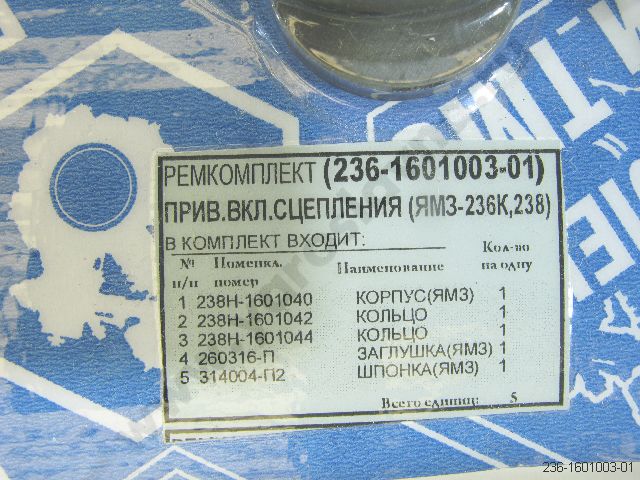 РЕМКОМПЛЕКТ (236-1601003-01)
ПРИВ.ВКЛ.СЦЕПЛЕНИЯ (ЯМЗ-236К,238)
В КОМПЛЕКТ ВХОДИТ:
№ п/п Номенкл. номер Наименование Кол-во на одну
1 238Н-1601040 КОРПУС(ЯМЗ) 1
2 238Н-1601042 КОЛЬЦО 1
3 238Н-1601044 КОЛЬЦО 1
4 260316-П ЗАГЛУШКА(ЯМЗ) 1
5 314004-П2 ШПОНКА(ЯМЗ) 1
Всего единиц: 5
236-1601003-01